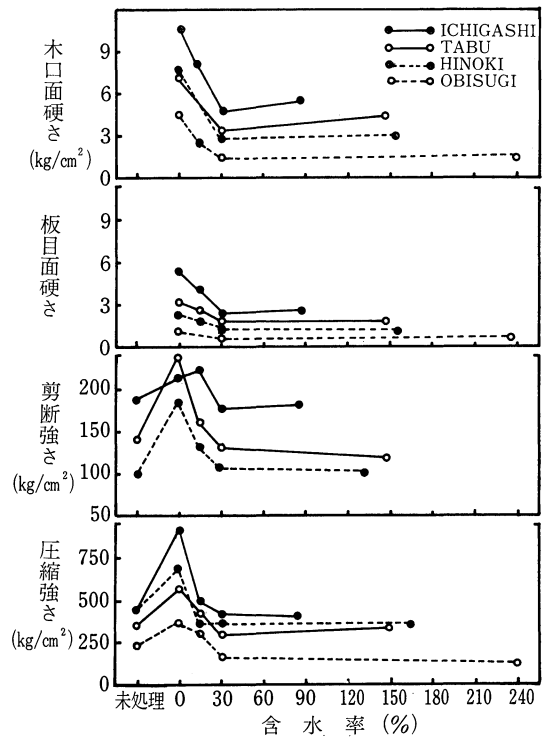 ICHIGASHI
TABU
HINOKI
OBISUGI
木口面硬さ
(kg/cm²)
9
6
3
0
板目面硬さ
9
6
3
0
剪断強さ
(kg/cm²)
200
150
100
50
圧縮強さ
(kg/cm²)
750
500
250
0
未処理 0 30 60 90 120 150 180 210 240
含水率(%)